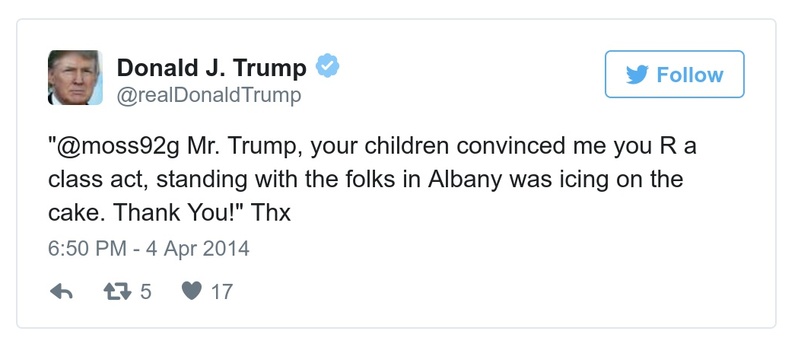 Donald J. Trump
@realDonaldTrump
Follow
"@moss92g Mr. Trump, your children convinced me you R a
class act, standing with the folks in Albany was icing on the
cake. Thank You!" Thx
6:50 PM - 4 Apr 2014
5 17